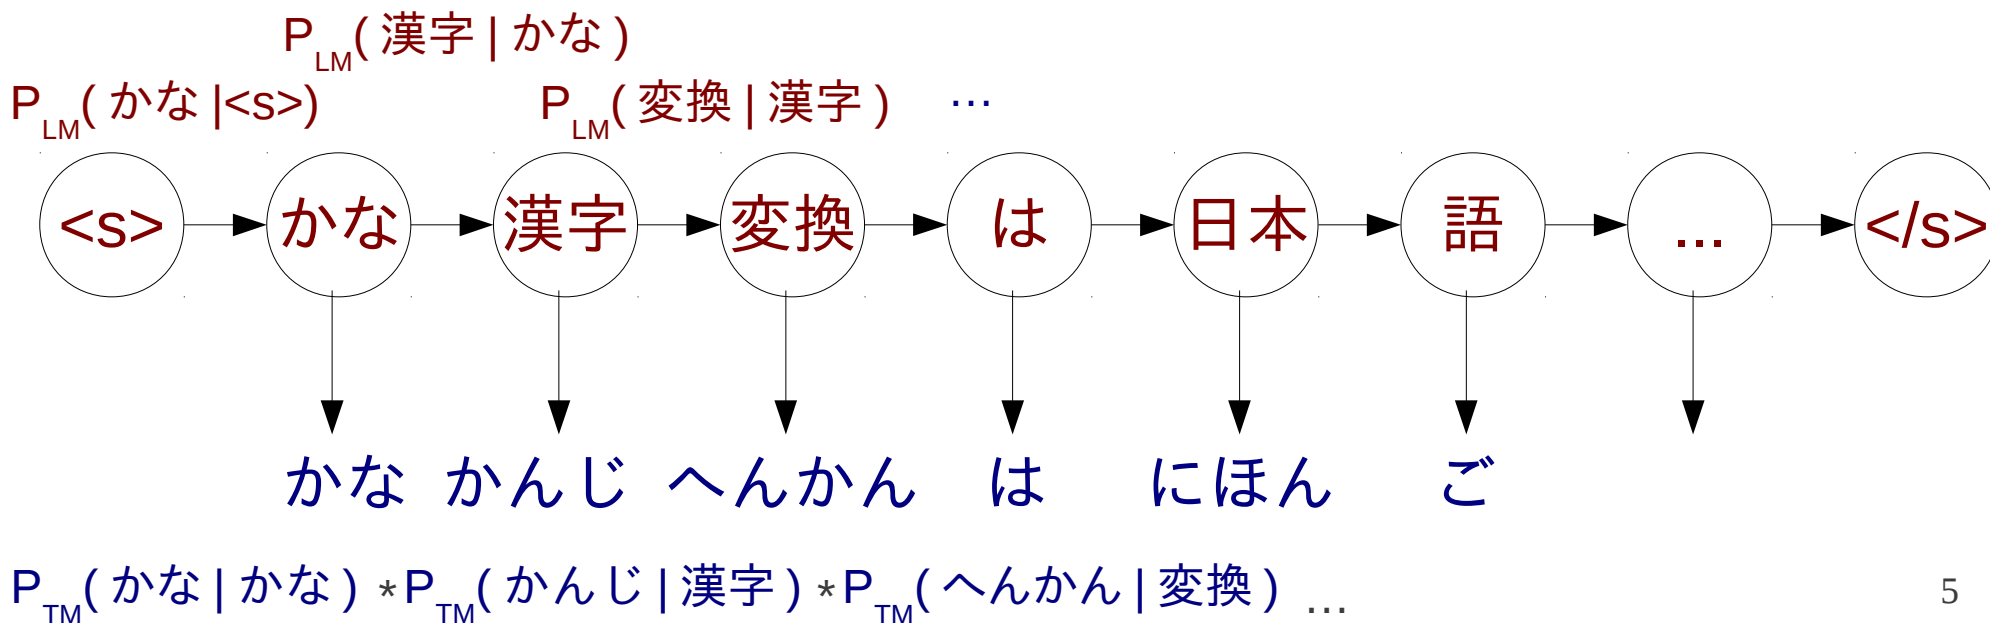 P_LM( 漢字 | かな )
P_LM( かな |<s>) P_LM( 変換 | 漢字 ) …
<s> かな 漢字 変換 は 日本 語 ... </s>
かな かんじ へんかん は にほん ご
P_TM( かな | かな ) * P_TM( かんじ | 漢字 ) * P_TM( へんかん | 変換 ) …
5